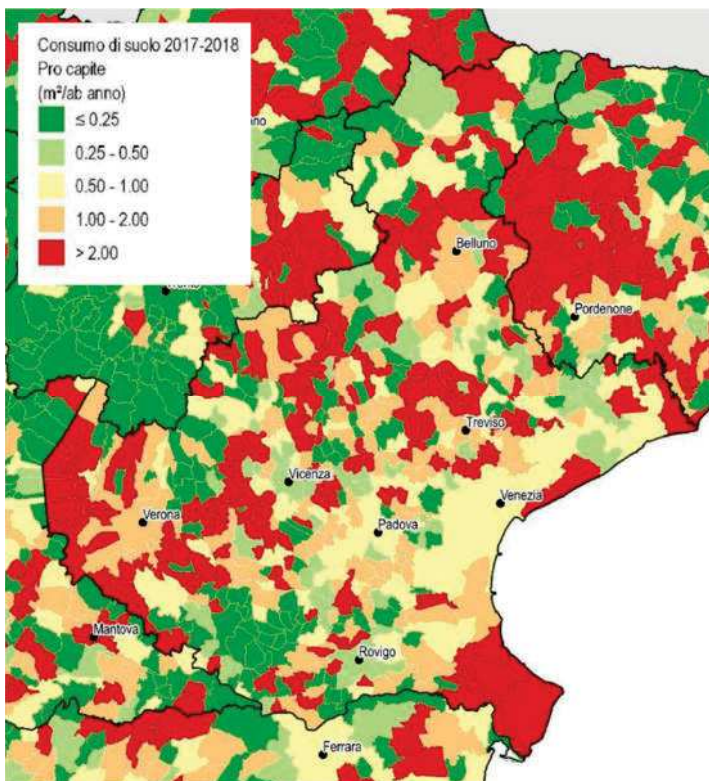 Consumo di suolo 2017-2018
Pro capite
(m²/ab anno)
≤ 0.25
0.25 - 0.50
0.50 - 1.00
1.00 - 2.00
> 2.00
Belluno
Pordenone
Treviso
Vicenza
Venezia
Verona
Padova
Mantova
Rovigo
Ferrara